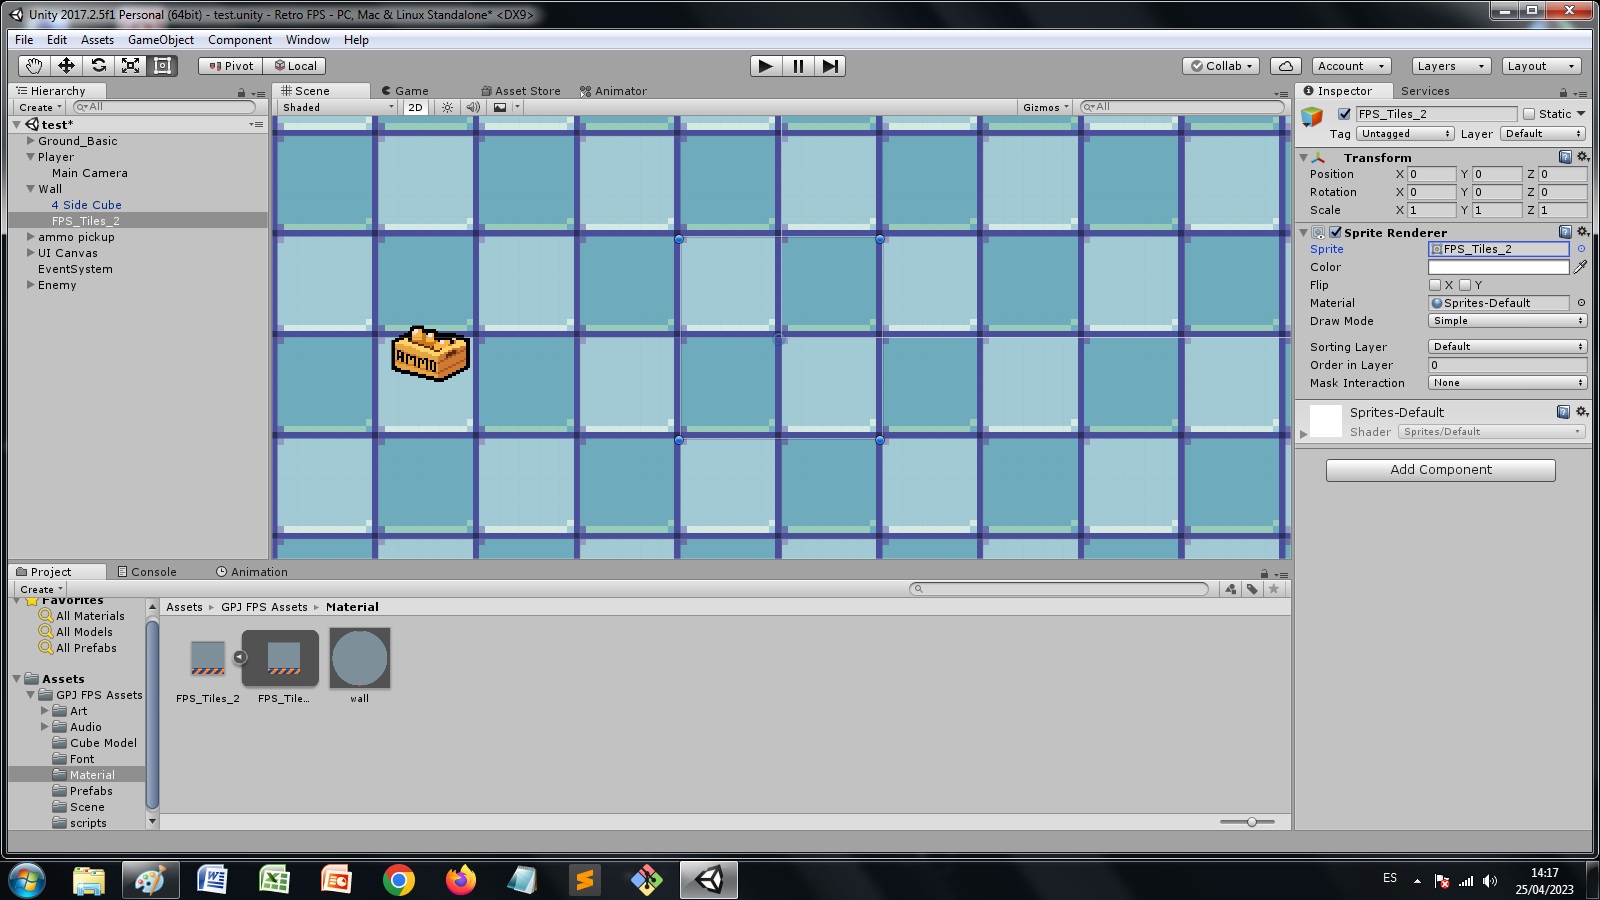 Unity 2017.2.5f1 Personal (64bit) - test.unity - Retro FPS - PC, Mac & Linux Standalone* <DX9>
File Edit Assets GameObject Component Window Help
Pivot Local Collab Account Layers Layout
Hierarchy
Create All
test*
Ground_Basic
Player
Main Camera
Wall
4 Side Cube
FPS_Tiles_2
ammo pickup
UI Canvas
EventSystem
Enemy
Scene Game Asset Store Animator
Shaded 2D Gizmos All
AMMO
Inspector Services
FPS_Tiles_2 Static
Tag Untagged Layer Default
Transform
Position X 0 Y 0 Z 0
Rotation X 0 Y 0 Z 0
Scale X 1 Y 1 Z 1
Sprite Renderer
Sprite FPS_Tiles_2
Color
Flip X Y
Material Sprites-Default
Draw Mode Simple
Sorting Layer Default
Order in Layer 0
Mask Interaction None
Sprites-Default
Shader Sprites/Default
Add Component
Project Console Animation
Create
Favorites
All Materials
All Models
All Prefabs
Assets
GPJ FPS Assets
Art
Audio
Cube Model
Font
Material
Prefabs
Scene
scripts
Assets GPJ FPS Assets Material
FPS_Tiles_2 FPS_Tile... wall
ES
14:17
25/04/2023